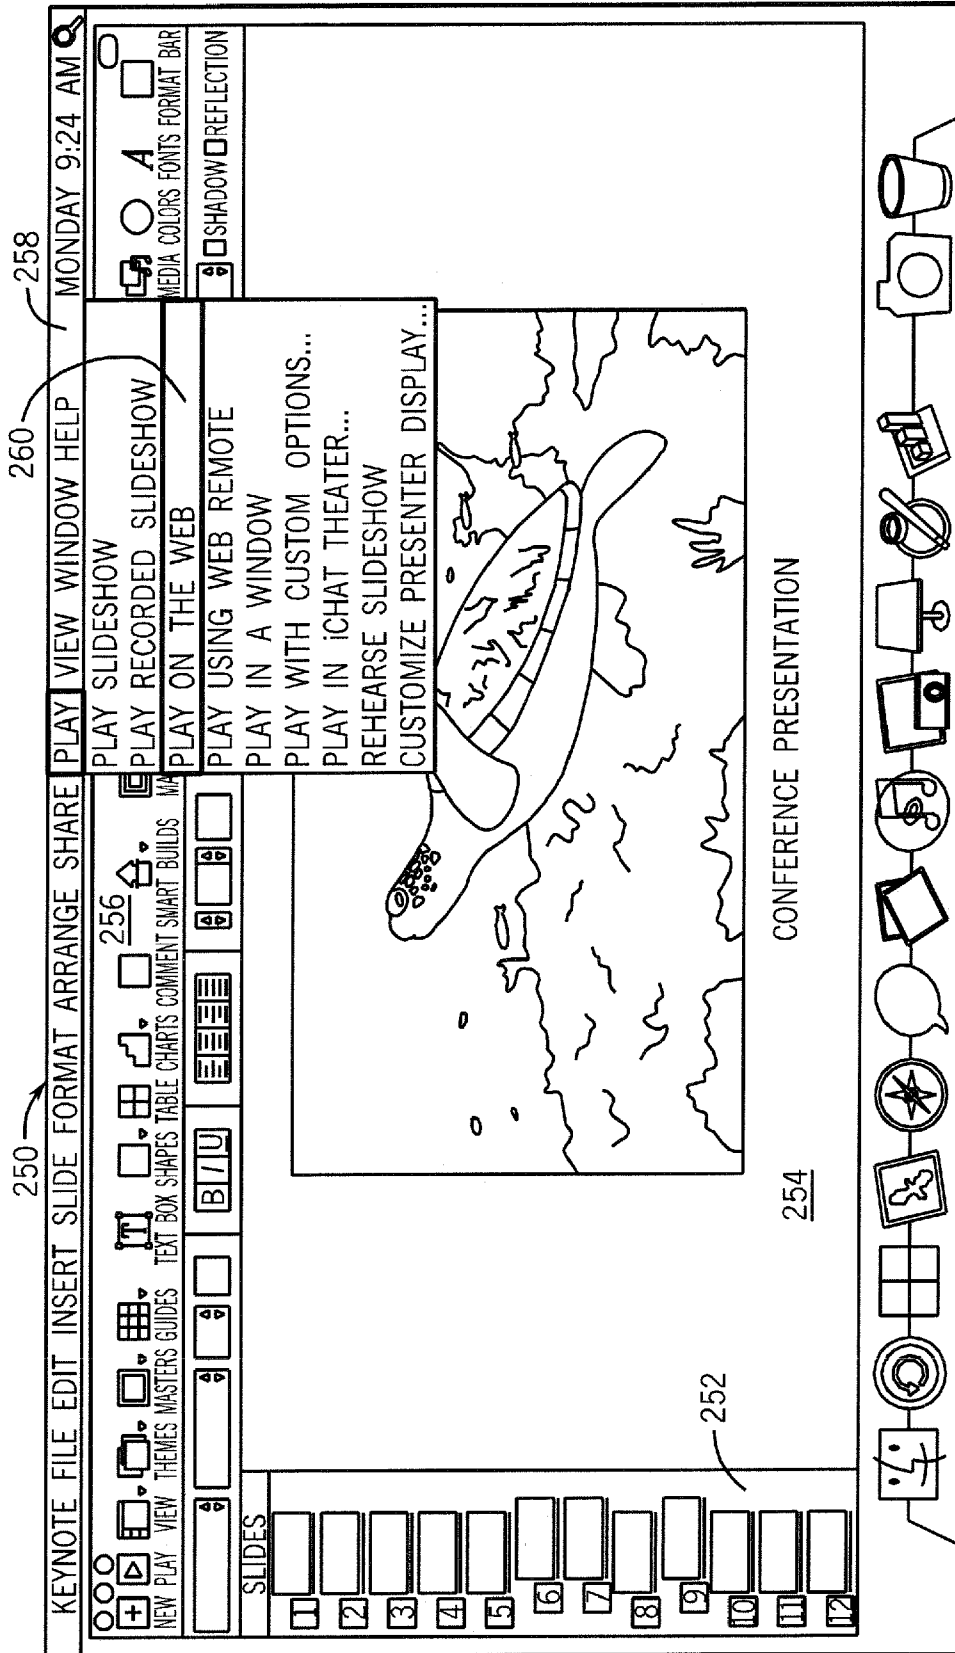 250
258
260
KEYNOTE FILE EDIT INSERT SLIDE FORMAT ARRANGE SHARE PLAY VIEW WINDOW HELP MONDAY 9:24 AM
256
T
A
NEW PLAY VIEW THEMES MASTERS GUIDES TEXT BOX SHAPES TABLE CHARTS COMMENT SMART BUILDS MA MEDIA COLORS FONTS FORMAT BAR
B I U
SHADOW REFLECTION
PLAY SLIDESHOW
PLAY RECORDED SLIDESHOW
PLAY ON THE WEB
PLAY USING WEB REMOTE
PLAY IN A WINDOW
PLAY WITH CUSTOM OPTIONS...
PLAY IN iCHAT THEATER...
REHEARSE SLIDESHOW
CUSTOMIZE PRESENTER DISPLAY...
SLIDES
1
2
3
4
5
6
7
8
9
10
11
12
252
CONFERENCE PRESENTATION
254